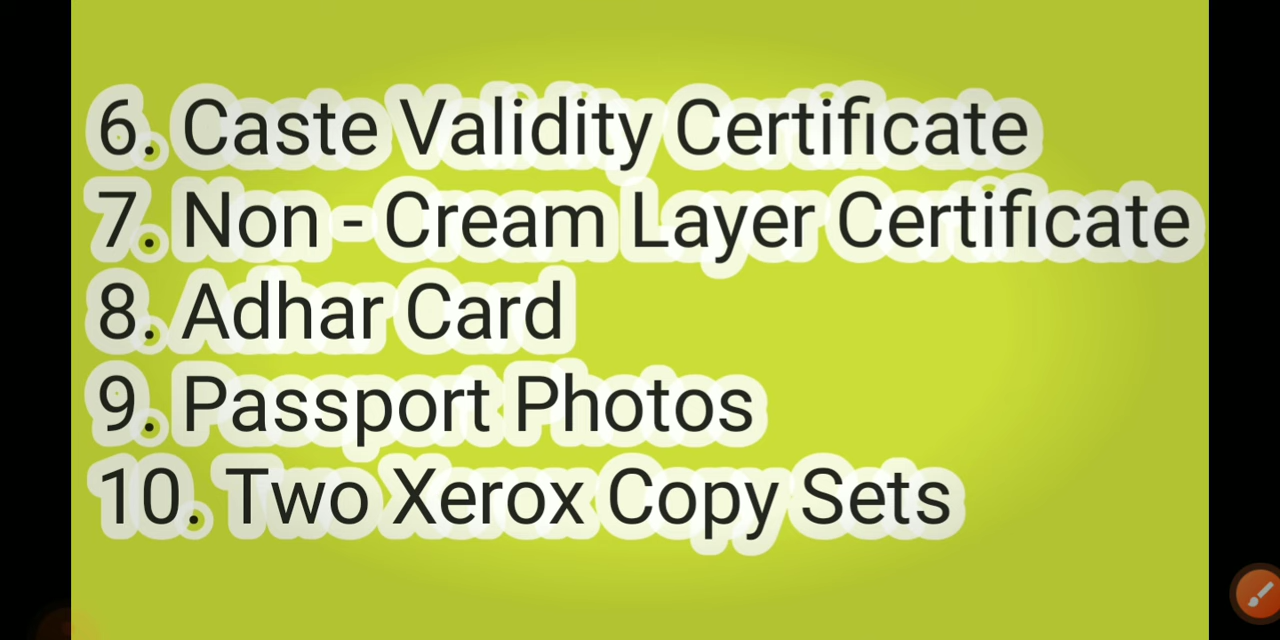 6. Caste Validity Certificate
7. Non - Cream Layer Certificate
8. Adhar Card
9. Passport Photos
10. Two Xerox Copy Sets